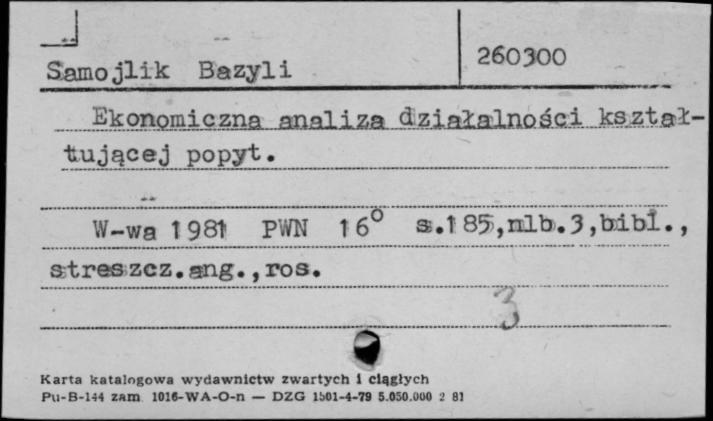 260300
Samojlik Bazyli
Ekonomiczna analiza działalności kształ-
tującej popyt.
W-wa 1981 PWN 16° s.185,nlb.3,bibl.,
streszcz.ang.,ros.
3
Karta katalogowa wydawnictw zwartych i ciągłych
Pu-B-144 zam. 1016-WA-O-n — DZG 1501-4-79 5.050.000 2 81